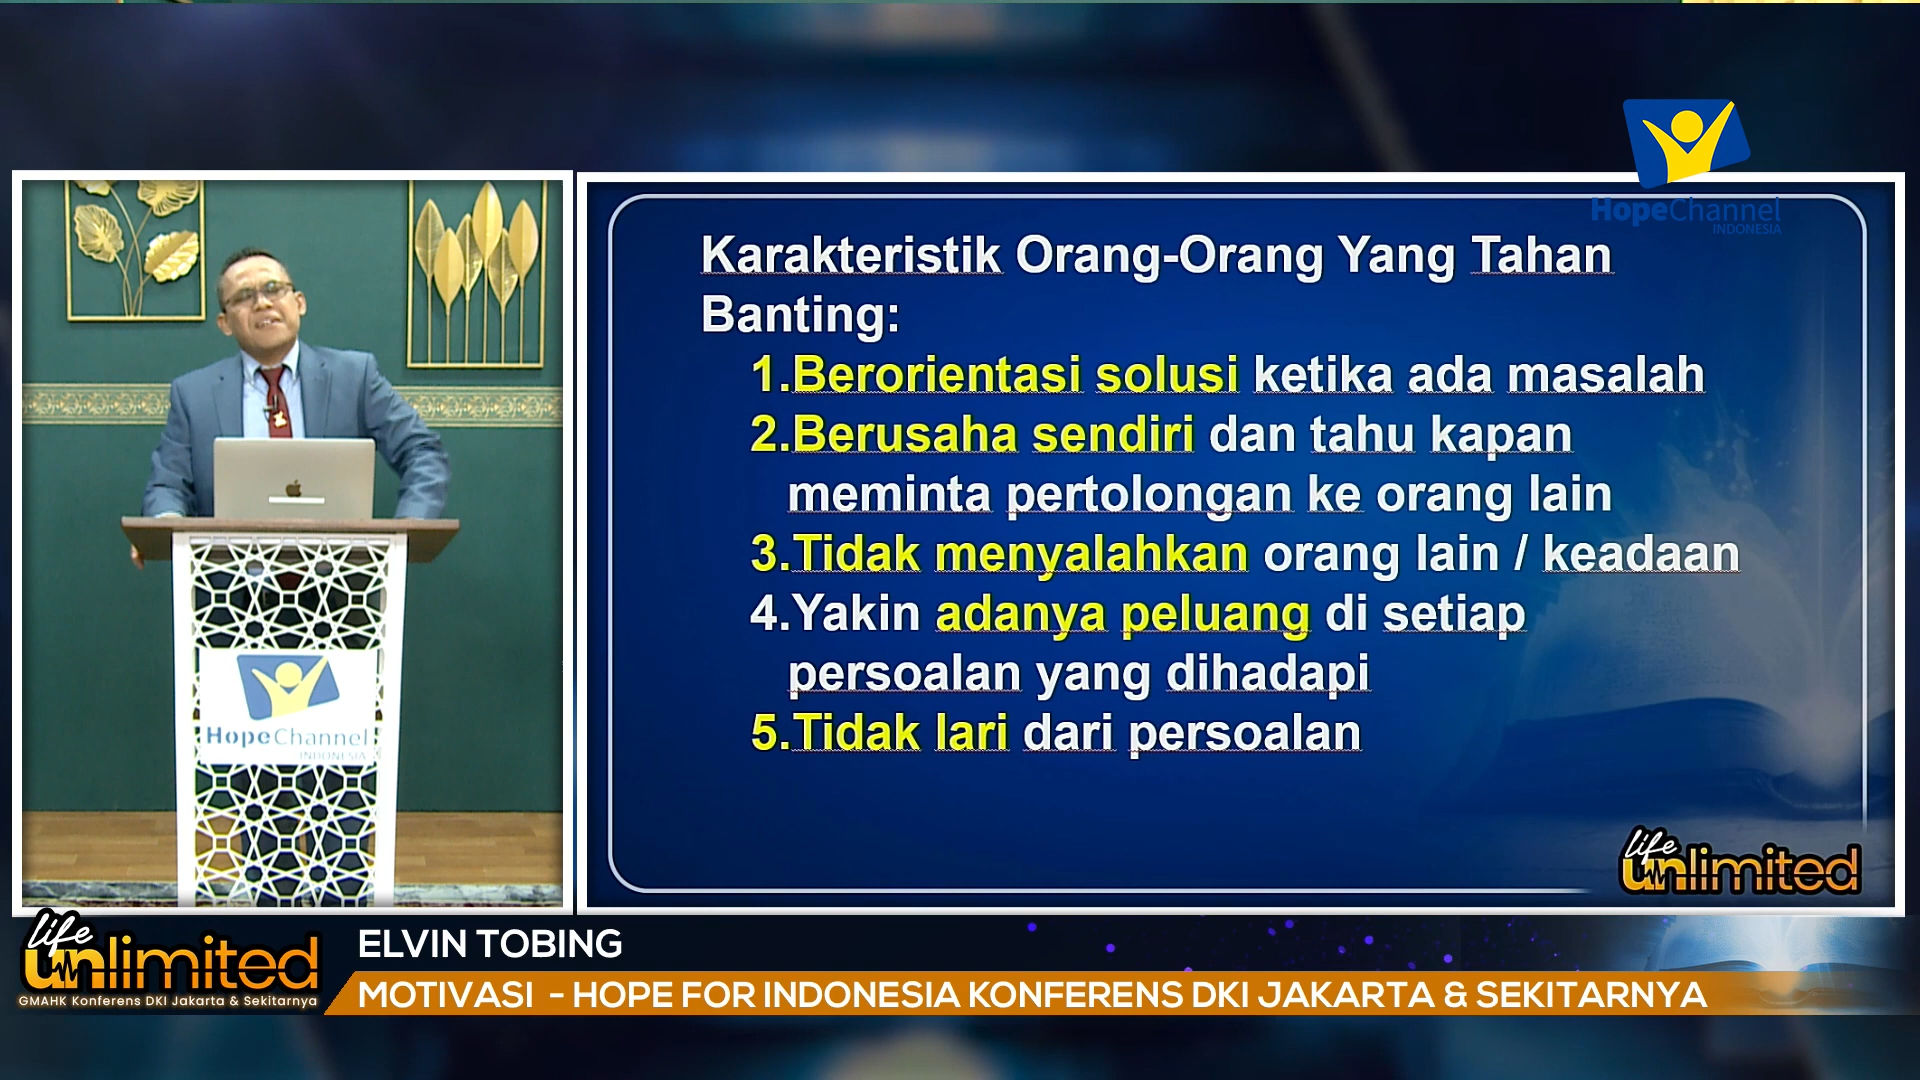 HopeChannel
INDONESIA
Karakteristik Orang-Orang Yang Tahan
Banting:
1.Berorientasi solusi ketika ada masalah
2.Berusaha sendiri dan tahu kapan
meminta pertolongan ke orang lain
3.Tidak menyalahkan orang lain / keadaan
4.Yakin adanya peluang di setiap
persoalan yang dihadapi
5.Tidak lari dari persoalan
life
unlimited
HopeChannel
INDONESIA
life
unlimited
GMAHK Konferens DKI Jakarta & Sekitarnya
ELVIN TOBING
MOTIVASI - HOPE FOR INDONESIA KONFERENS DKI JAKARTA & SEKITARNYA